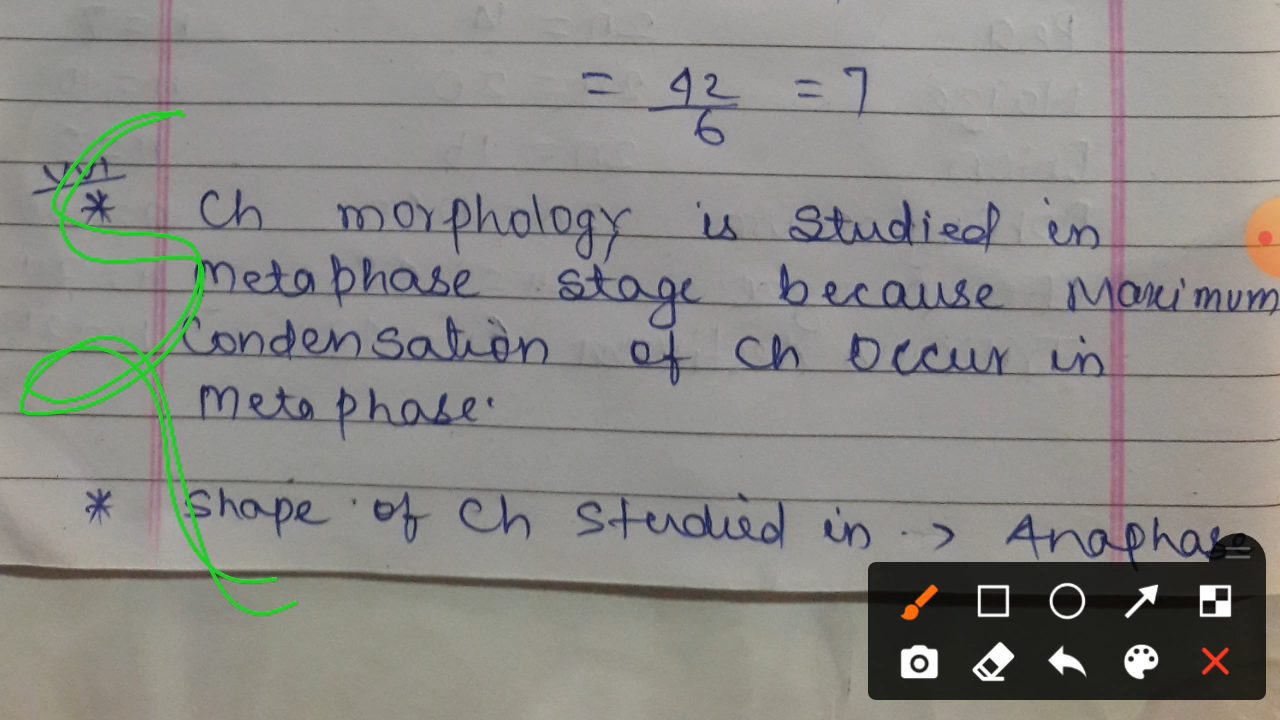 = 42/6 = 7
VVI
* Ch morphology is studied in
Metaphase stage because Maximum
Condensation of Ch Occur in
Metaphase.
* Shape of Ch Studied in -> Anaphase